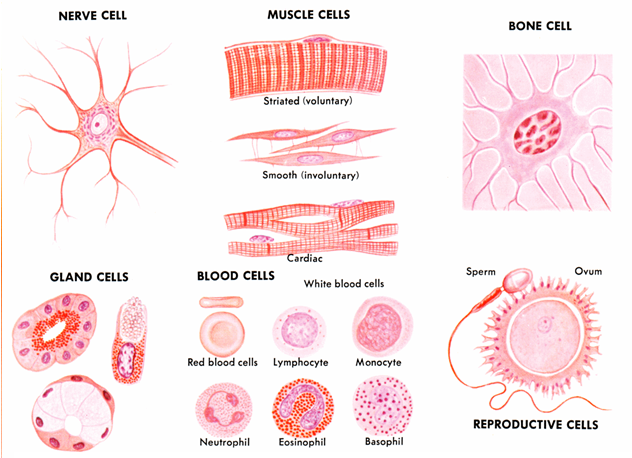 NERVE CELL
MUSCLE CELLS
BONE CELL
Striated (voluntary)
Smooth (involuntary)
Cardiac
GLAND CELLS
BLOOD CELLS
White blood cells
Red blood cells
Lymphocyte
Monocyte
Neutrophil
Eosinophil
Basophil
Sperm
Ovum
REPRODUCTIVE CELLS